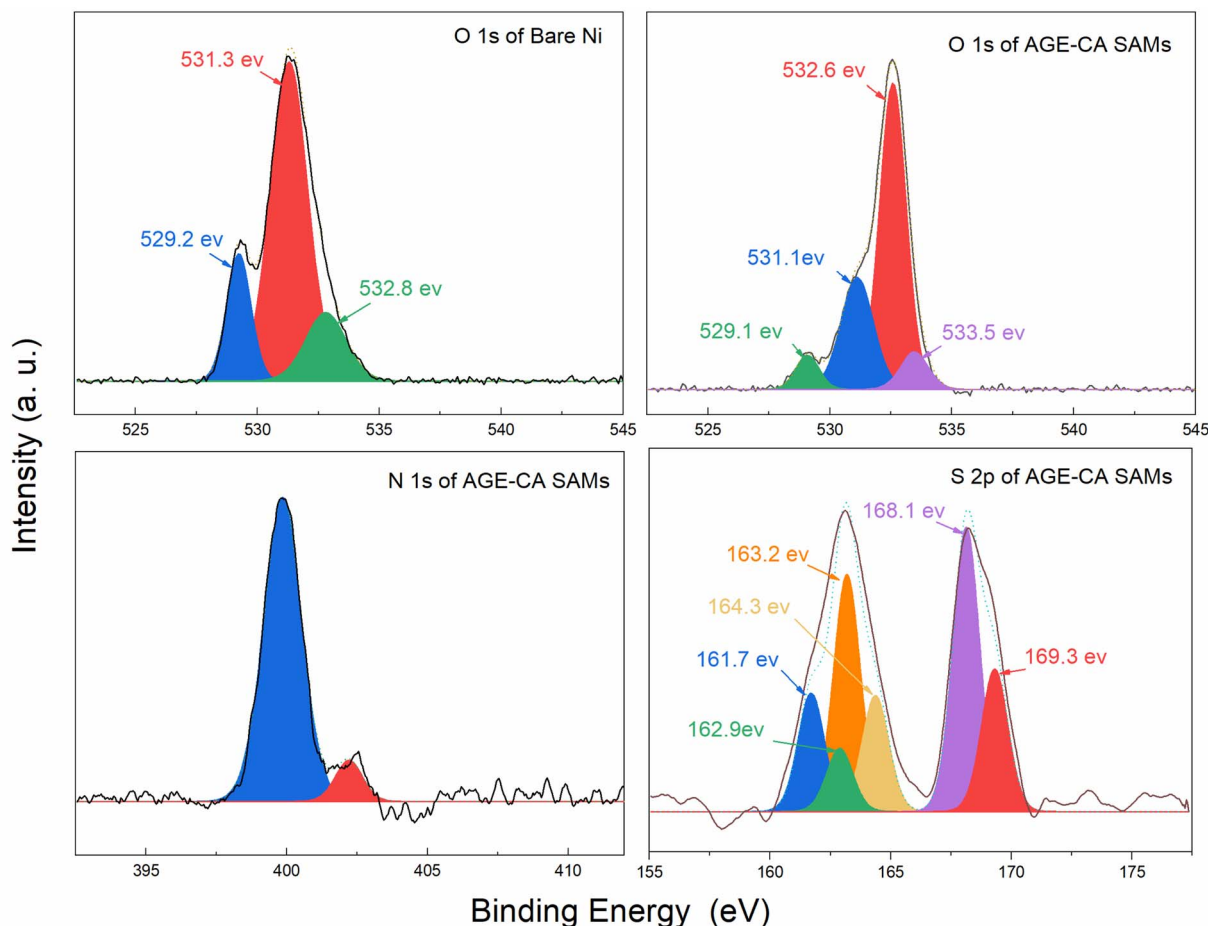 O 1s of Bare Ni
531.3 ev
529.2 ev
532.8 ev
525 530 535 540 545
O 1s of AGE-CA SAMs
532.6 ev
531.1ev
529.1 ev
533.5 ev
525 530 535 540 545
N 1s of AGE-CA SAMs
395 400 405 410
S 2p of AGE-CA SAMs
168.1 ev
163.2 ev
164.3 ev
161.7 ev
169.3 ev
162.9ev
155 160 165 170 175
Intensity (a. u.)
Binding Energy (eV)